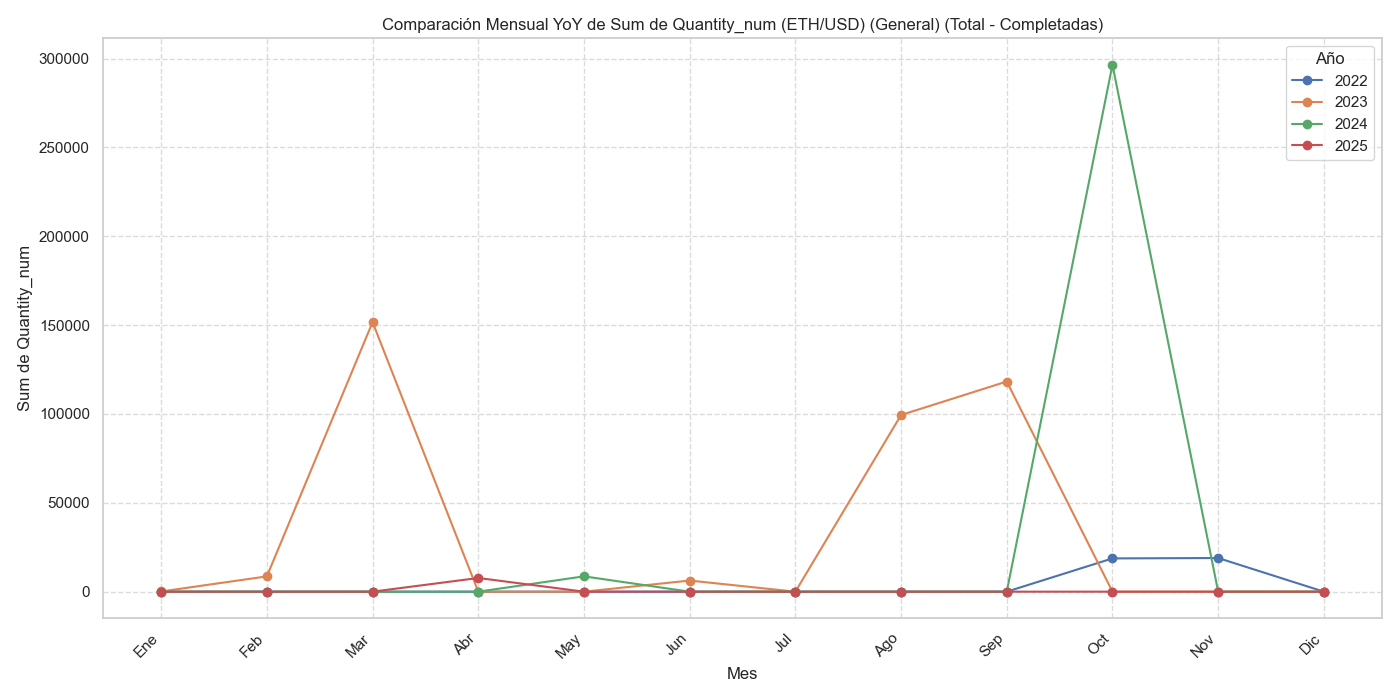 Comparación Mensual YoY de Sum de Quantity_num (ETH/USD) (General) (Total - Completadas)
Año
2022
2023
2024
2025
300000
250000
200000
150000
100000
50000
0
Sum de Quantity_num
Ene
Feb
Mar
Abr
May
Jun
Jul
Ago
Sep
Oct
Nov
Dic
Mes